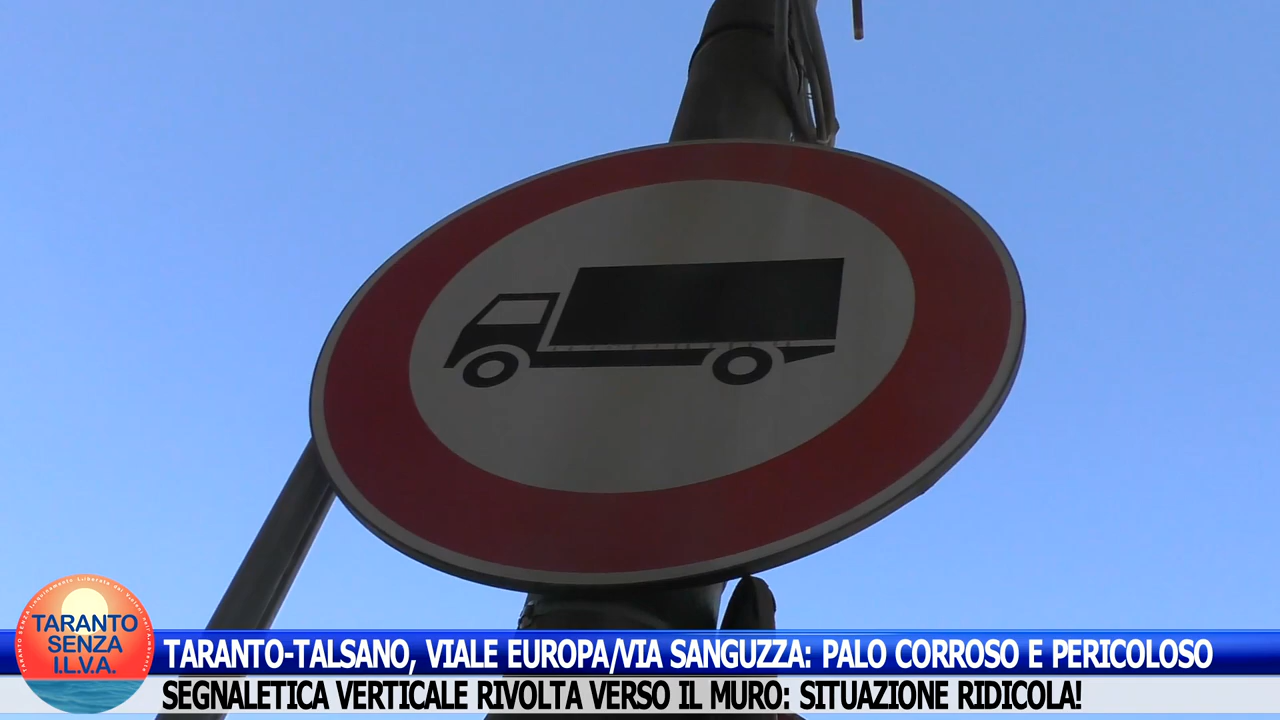 TARANTO
SENZA
I.L.V.A.
TARANTO-TALSANO, VIALE EUROPA/VIA SANGUZZA: PALO CORROSO E PERICOLOSO
SEGNALETICA VERTICALE RIVOLTA VERSO IL MURO: SITUAZIONE RIDICOLA!